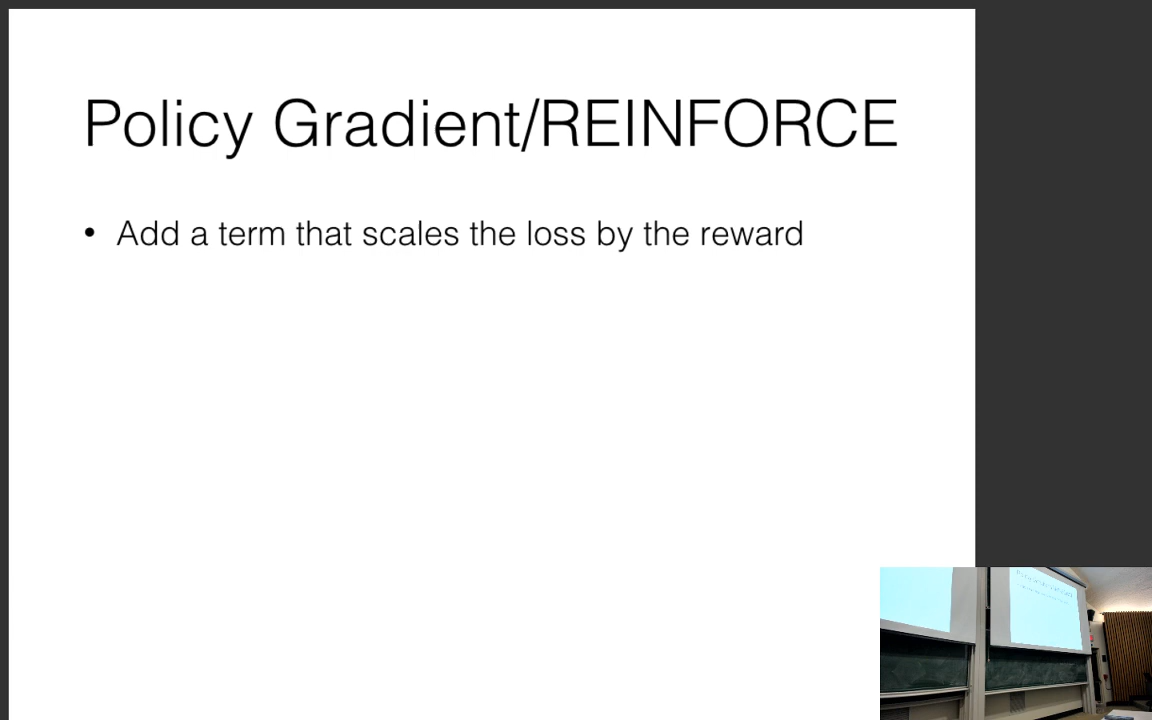 Policy Gradient/REINFORCE
• Add a term that scales the loss by the reward